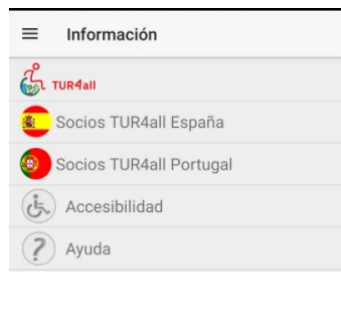 Información
TUR4all
Socios TUR4all España
Socios TUR4all Portugal
Accesibilidad
? Ayuda